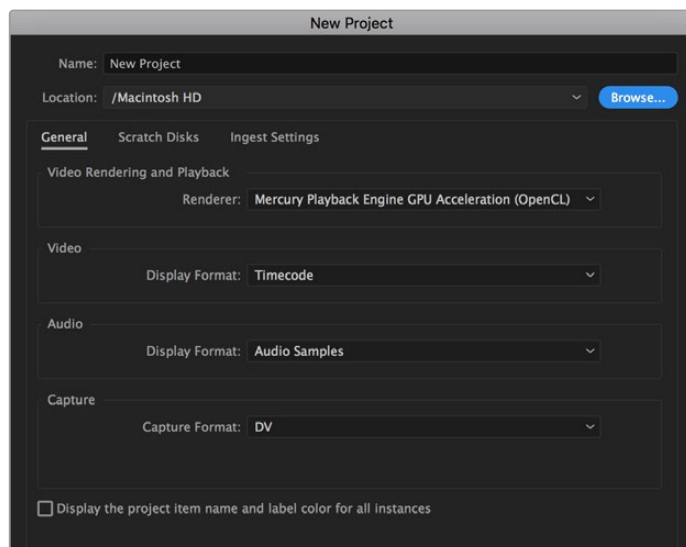 New Project
Name: New Project
Location: /Macintosh HD Browse...
General Scratch Disks Ingest Settings
Video Rendering and Playback
Renderer: Mercury Playback Engine GPU Acceleration (OpenCL)
Video
Display Format: Timecode
Audio
Display Format: Audio Samples
Capture
Capture Format: DV
Display the project item name and label color for all instances